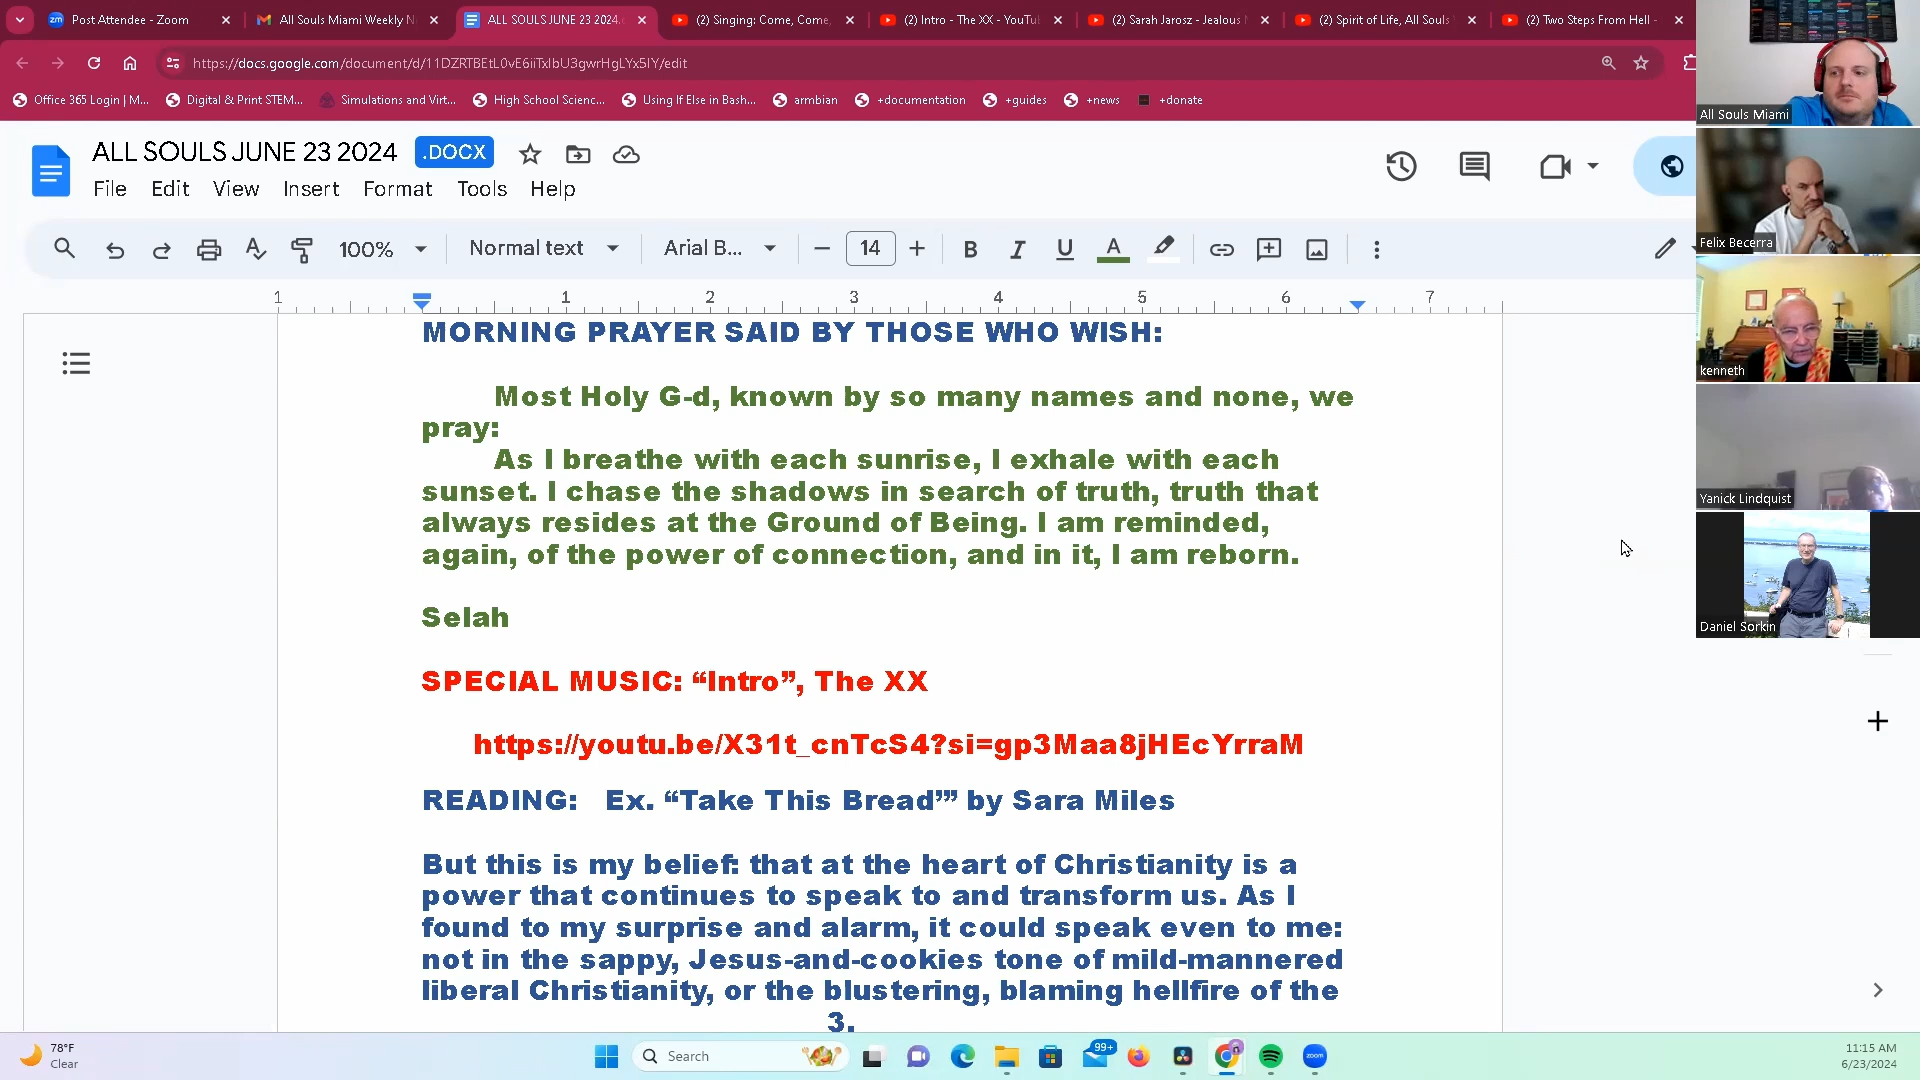 Post Attendee - Zoom
All Souls Miami Weekly N
ALL SOULS JUNE 23 2024.
(2) Singing: Come, Come,
(2) Intro - The XX - YouTu
(2) Sarah Jarosz - Jealous
(2) Spirit of Life, All Souls
(2) Two Steps From Hell -
https://docs.google.com/document/d/11DZRTBEtL0vE6iiTxlbU3gwrHgLYx5lY/edit
Office 365 Login | M...
Digital & Print STEM...
Simulations and Virt...
High School Scienc...
Using If Else in Bash...
armbian
+documentation
+guides
+news
+donate
All Souls Miami
ALL SOULS JUNE 23 2024
.DOCX
File Edit View Insert Format Tools Help
Felix Becerra
100%
Normal text
Arial B...
14
1 1 2 3 4 5 6 7
MORNING PRAYER SAID BY THOSE WHO WISH:
kenneth
Most Holy G-d, known by so many names and none, we
pray:
As I breathe with each sunrise, I exhale with each
sunset. I chase the shadows in search of truth, truth that
always resides at the Ground of Being. I am reminded,
again, of the power of connection, and in it, I am reborn.
Yanick Lindquist
Selah
Daniel Sorkin
SPECIAL MUSIC: “Intro”, The XX
https://youtu.be/X31t_cnTcS4?si=gp3Maa8jHEcYrraM
READING: Ex. “Take This Bread’” by Sara Miles
But this is my belief: that at the heart of Christianity is a
power that continues to speak to and transform us. As I
found to my surprise and alarm, it could speak even to me:
not in the sappy, Jesus-and-cookies tone of mild-mannered
liberal Christianity, or the blustering, blaming hellfire of the
3.
78°F
Clear
Search
99+
zoom
11:15 AM
6/23/2024